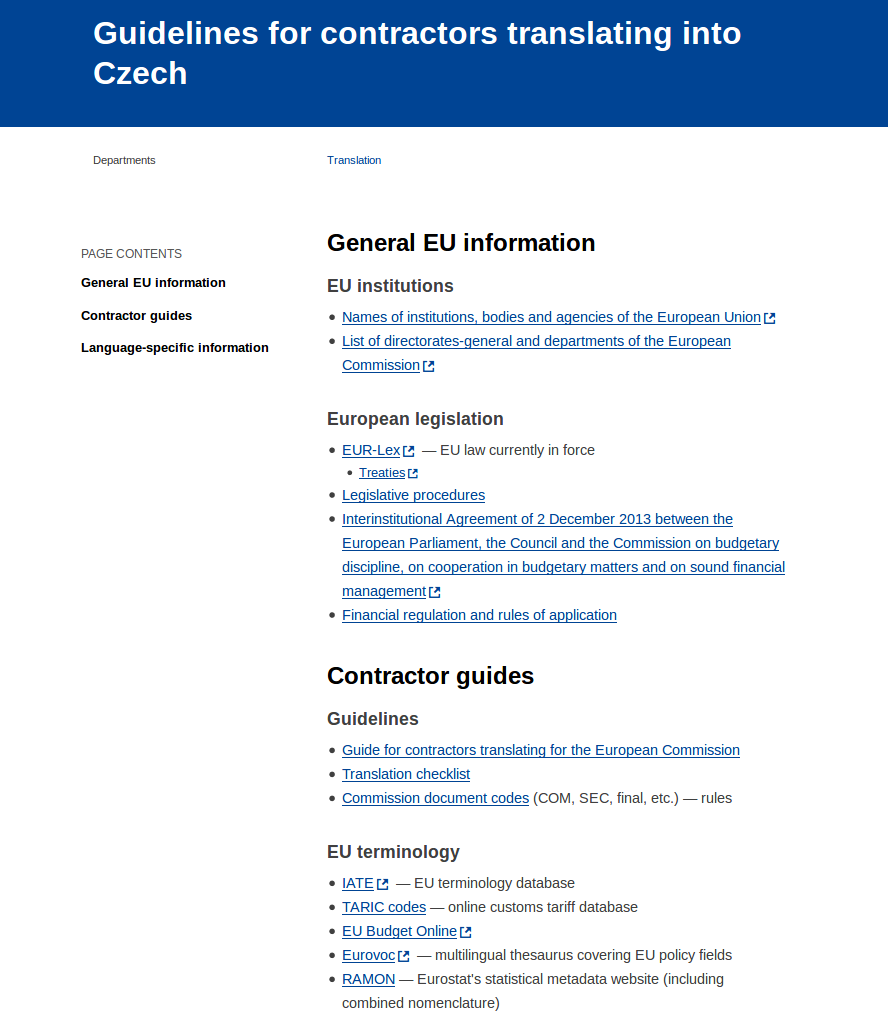 Guidelines for contractors translating into
Czech
Departments
Translation
PAGE CONTENTS
General EU information
Contractor guides
Language-specific information
General EU information
EU institutions
Names of institutions, bodies and agencies of the European Union
List of directorates-general and departments of the European
Commission
European legislation
EUR-Lex — EU law currently in force
Treaties
Legislative procedures
Interinstitutional Agreement of 2 December 2013 between the
European Parliament, the Council and the Commission on budgetary
discipline, on cooperation in budgetary matters and on sound financial
management
Financial regulation and rules of application
Contractor guides
Guidelines
Guide for contractors translating for the European Commission
Translation checklist
Commission document codes (COM, SEC, final, etc.) — rules
EU terminology
IATE — EU terminology database
TARIC codes — online customs tariff database
EU Budget Online
Eurovoc — multilingual thesaurus covering EU policy fields
RAMON — Eurostat's statistical metadata website (including
combined nomenclature)